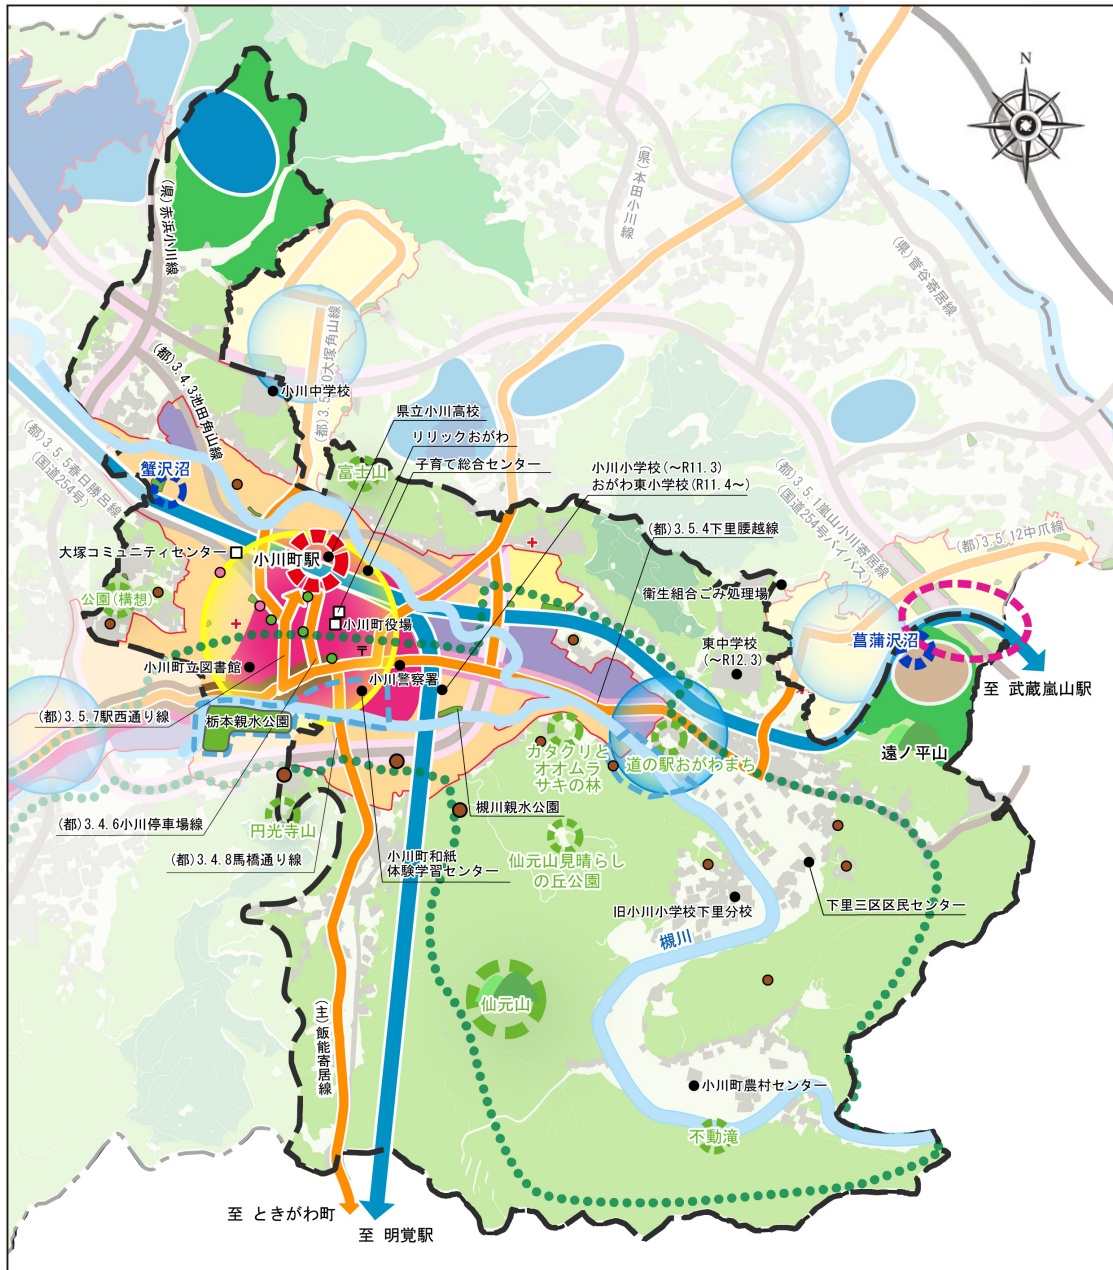 N
(県)赤浜小川線
(県)本田小川線
(県)菅谷寄居線
(都)3.4.3池田角山線
(都)3.5.10大塚角山線
小川中学校
県立小川高校
リリックおがわ
子育て総合センター
小川小学校(～R11.3)
おがわ東小学校(R11.4～)
(都)3.5.5春日勝呂線
(国道254号)
蟹沢沼
富士山
(都)3.5.1嵐山小川寄居線
(国道254号バイパス)
(都)3.5.4下里腰越線
(都)3.5.12中爪線
大塚コミュニティセンター
小川町駅
衛生組合ごみ処理場
公園(構想)
小川町役場
〒
東中学校
(～R12.3)
菖蒲沢沼
小川町立図書館
小川警察署
至 武蔵嵐山駅
(都)3.5.7駅西通り線
栃本親水公園
カタクリと
オオムラ
サキの林
道の駅おがわまち
遠ノ平山
(都)3.4.6小川停車場線
円光寺山
槻川親水公園
(都)3.4.8馬橋通り線
小川町和紙
体験学習センター
仙元山見晴らし
の丘公園
旧小川小学校下里分校
下里三区区民センター
槻川
仙元山
(主)飯能寄居線
小川町農村センター
不動滝
至 ときがわ町
至 明覚駅